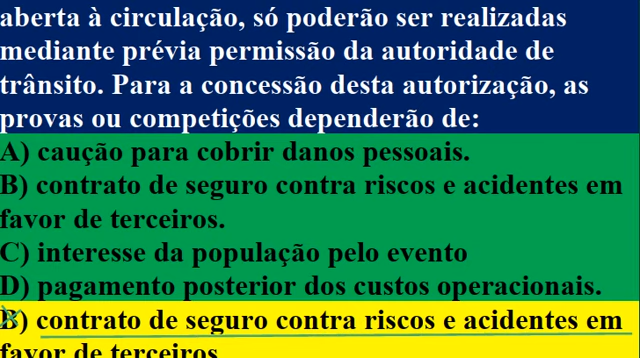 aberta à circulação, só poderão ser realizadas
mediante prévia permissão da autoridade de
trânsito. Para a concessão desta autorização, as
provas ou competições dependerão de:
A) caução para cobrir danos pessoais.
B) contrato de seguro contra riscos e acidentes em
favor de terceiros.
C) interesse da população pelo evento
D) pagamento posterior dos custos operacionais.
B) contrato de seguro contra riscos e acidentes em
favor de terceiros